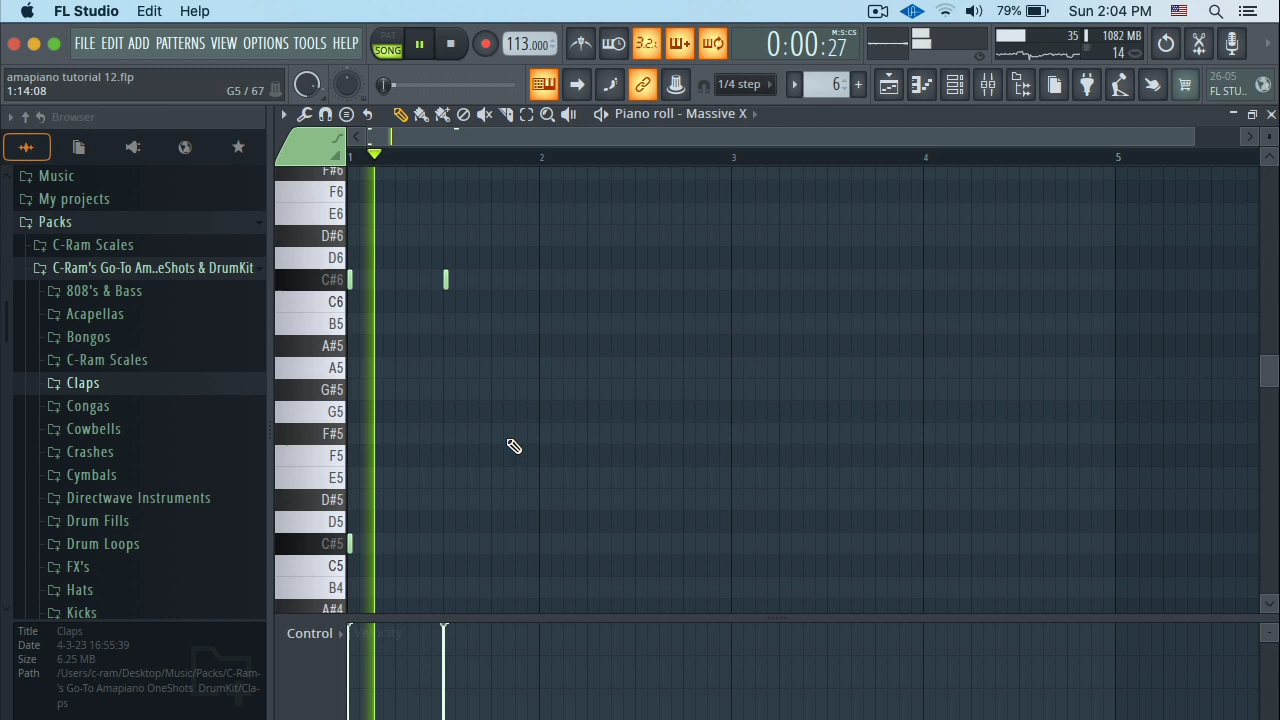 FL Studio Edit Help
79% Sun 2:04 PM
FILE EDIT ADD PATTERNS VIEW OPTIONS TOOLS HELP
PAT
SONG
113.000
3.2.
0:00:27
M:S:CS
35
1082 MB
14
amapiano tutorial 12.flp
1:14:08
G5 / 67
1/4 step
6
26-05
FL STU..
Browser
Piano roll - Massive X
Music
My projects
Packs
C-Ram Scales
C-Ram's Go-To Am..eShots & DrumKit
808's & Bass
Acapellas
Bongos
C-Ram Scales
Claps
Congas
Cowbells
Crashes
Cymbals
Directwave Instruments
Drum Fills
Drum Loops
FX's
Hats
Kicks
Title Claps
Date 4-3-23 16:55:39
Size 6.25 MB
Path /Users/c-ram/Desktop/Music/Packs/C-Ram
's Go-To Amapiano OneShots DrumKit/Cla-
ps
1 2 3 4 5
F#6
F6
E6
D#6
D6
C#6
C6
B5
A#5
A5
G#5
G5
F#5
F5
E5
D#5
D5
C#5
C5
B4
A#4
Control
Velocity